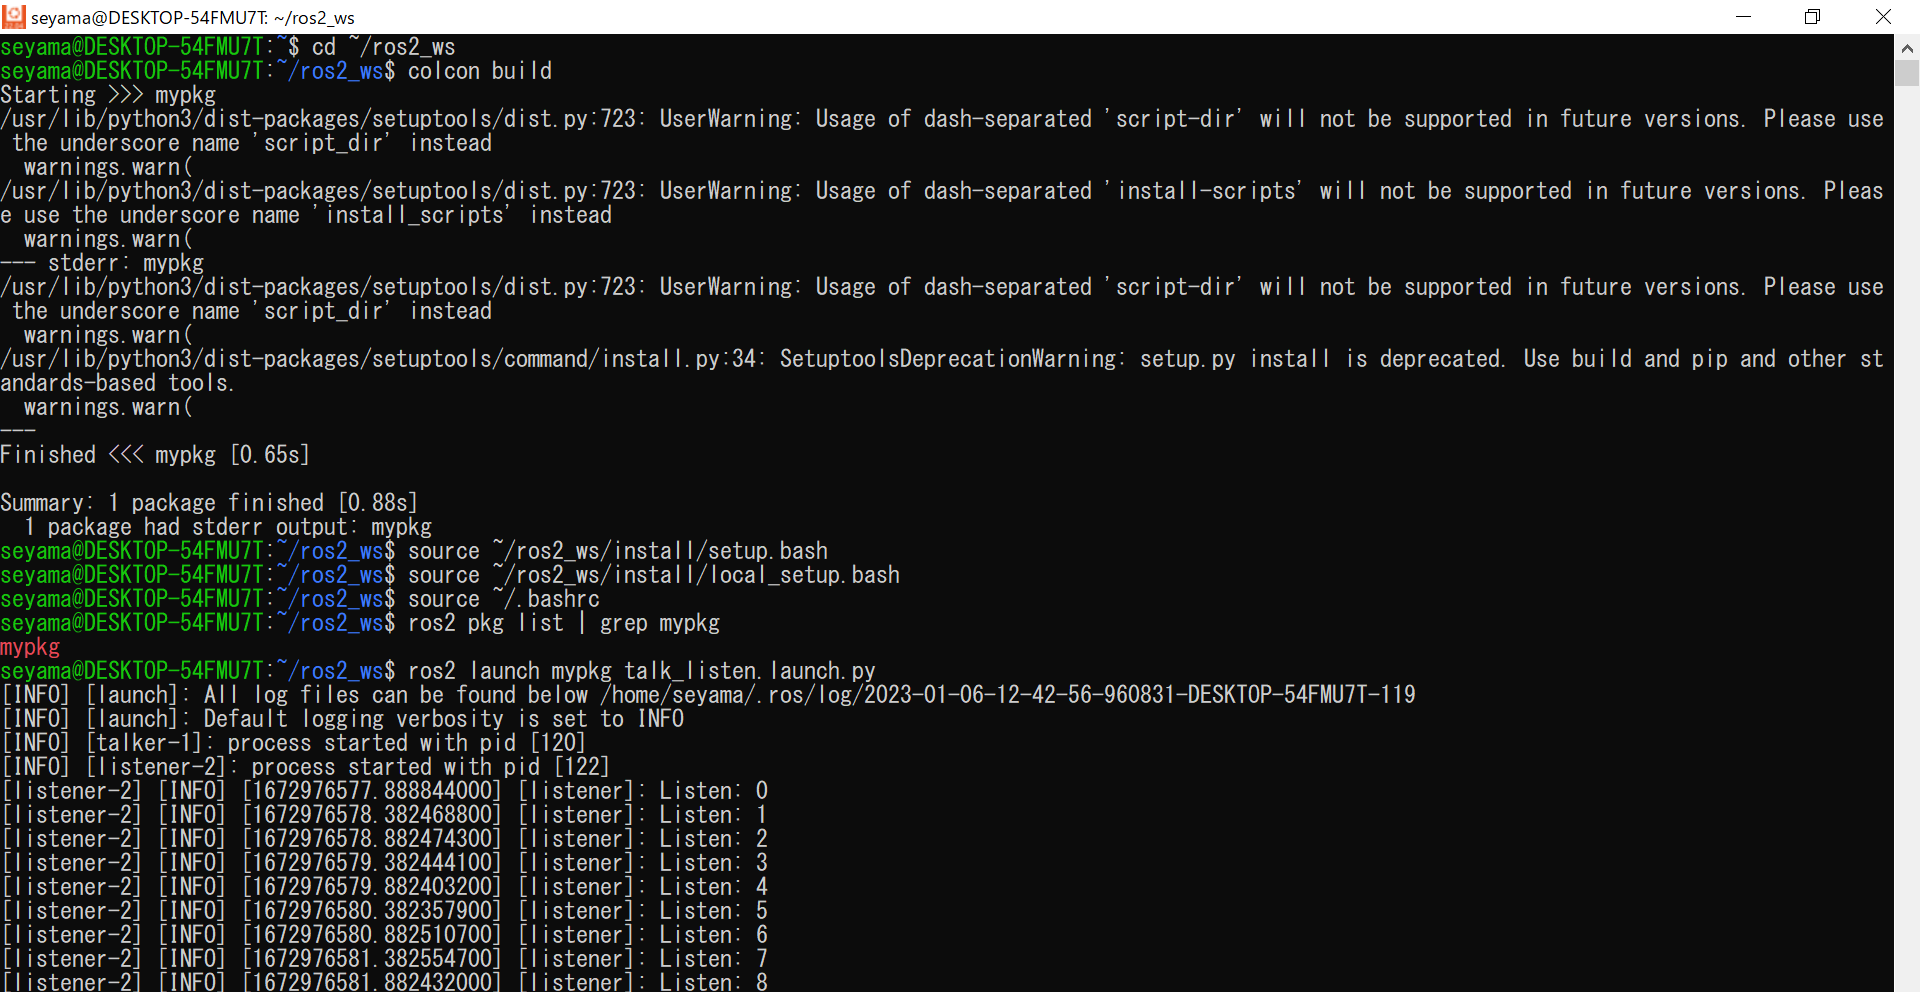 seyama@DESKTOP-54FMU7T: ~/ros2_ws
seyama@DESKTOP-54FMU7T:~$ cd ~/ros2_ws
seyama@DESKTOP-54FMU7T:~/ros2_ws$ colcon build
Starting >>> mypkg
/usr/lib/python3/dist-packages/setuptools/dist.py:723: UserWarning: Usage of dash-separated 'script-dir' will not be supported in future versions. Please use
 the underscore name 'script_dir' instead
  warnings.warn(
/usr/lib/python3/dist-packages/setuptools/dist.py:723: UserWarning: Usage of dash-separated 'install-scripts' will not be supported in future versions. Pleas
e use the underscore name 'install_scripts' instead
  warnings.warn(
--- stderr: mypkg
/usr/lib/python3/dist-packages/setuptools/dist.py:723: UserWarning: Usage of dash-separated 'script-dir' will not be supported in future versions. Please use
 the underscore name 'script_dir' instead
  warnings.warn(
/usr/lib/python3/dist-packages/setuptools/command/install.py:34: SetuptoolsDeprecationWarning: setup.py install is deprecated. Use build and pip and other st
andards-based tools.
  warnings.warn(
---
Finished <<< mypkg [0.65s]
Summary: 1 package finished [0.88s]
  1 package had stderr output: mypkg
seyama@DESKTOP-54FMU7T:~/ros2_ws$ source ~/ros2_ws/install/setup.bash
seyama@DESKTOP-54FMU7T:~/ros2_ws$ source ~/ros2_ws/install/local_setup.bash
seyama@DESKTOP-54FMU7T:~/ros2_ws$ source ~/.bashrc
seyama@DESKTOP-54FMU7T:~/ros2_ws$ ros2 pkg list | grep mypkg
mypkg
seyama@DESKTOP-54FMU7T:~/ros2_ws$ ros2 launch mypkg talk_listen.launch.py
[INFO] [launch]: All log files can be found below /home/seyama/.ros/log/2023-01-06-12-42-56-960831-DESKTOP-54FMU7T-119
[INFO] [launch]: Default logging verbosity is set to INFO
[INFO] [talker-1]: process started with pid [120]
[INFO] [listener-2]: process started with pid [122]
[listener-2] [INFO] [1672976577.888844000] [listener]: Listen: 0
[listener-2] [INFO] [1672976578.382468800] [listener]: Listen: 1
[listener-2] [INFO] [1672976578.882474300] [listener]: Listen: 2
[listener-2] [INFO] [1672976579.382444100] [listener]: Listen: 3
[listener-2] [INFO] [1672976579.882403200] [listener]: Listen: 4
[listener-2] [INFO] [1672976580.382357900] [listener]: Listen: 5
[listener-2] [INFO] [1672976580.882510700] [listener]: Listen: 6
[listener-2] [INFO] [1672976581.382554700] [listener]: Listen: 7
[listener-2] [INFO] [1672976581.882432000] [listener]: Listen: 8